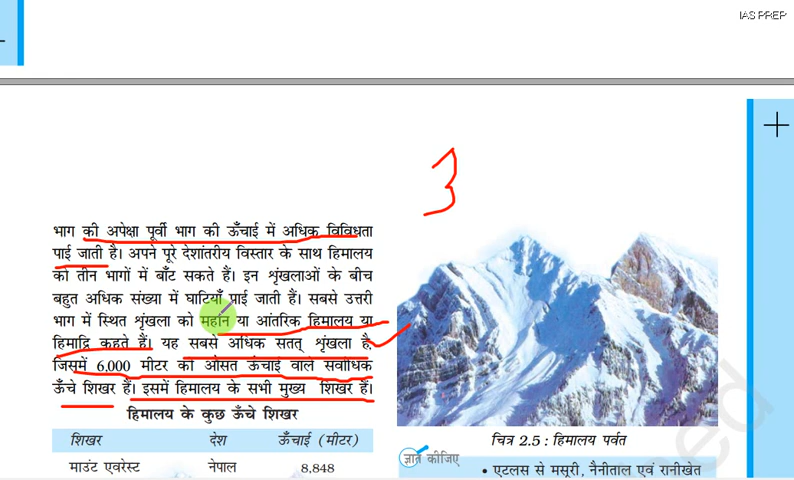 IAS PREP
3
भाग की अपेक्षा पूर्वी भाग की ऊँचाई में अधिक विविधता
पाई जाती है। अपने पूरे देशांतरीय विस्तार के साथ हिमालय
को तीन भागों में बाँट सकते हैं। इन शृंखलाओं के बीच
बहुत अधिक संख्या में घाटियाँ पाई जाती हैं। सबसे उत्तरी
भाग में स्थित शृंखला को महान या आंतरिक हिमालय या
हिमाद्रि कहते हैं। यह सबसे अधिक सतत् शृंखला है,
जिसमें 6,000 मीटर की औसत ऊँचाई वाले सर्वाधिक
ऊँचे शिखर हैं। इसमें हिमालय के सभी मुख्य शिखर हैं।
हिमालय के कुछ ऊँचे शिखर
शिखर देश ऊँचाई (मीटर)
माउंट एवरेस्ट नेपाल 8,848
चित्र 2.5 : हिमालय पर्वत
ज्ञात कीजिए
• एटलस से मसूरी, नैनीताल एवं रानीखेत